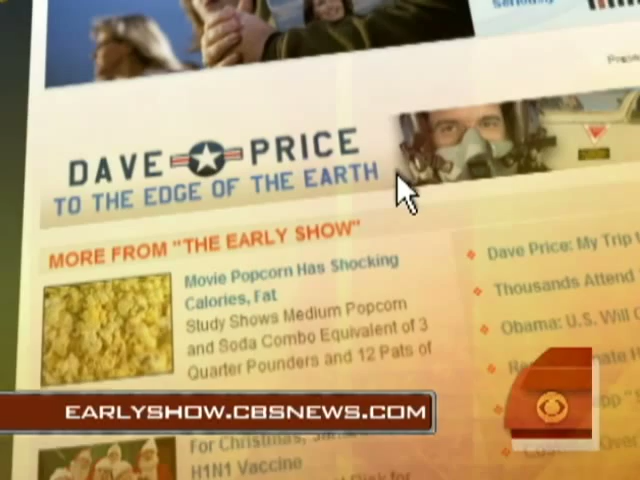 Seriously
DAVE PRICE
TO THE EDGE OF THE EARTH
MORE FROM "THE EARLY SHOW"
Movie Popcorn Has Shocking
Calories, Fat
Study Shows Medium Popcorn
and Soda Combo Equivalent of 3
Quarter Pounders and 12 Pats of
Dave Price: My Trip t
Thousands Attend
Obama: U.S. Will
EARLYSHOW.CBSNEWS.COM
For Christmas,
H1N1 Vaccine